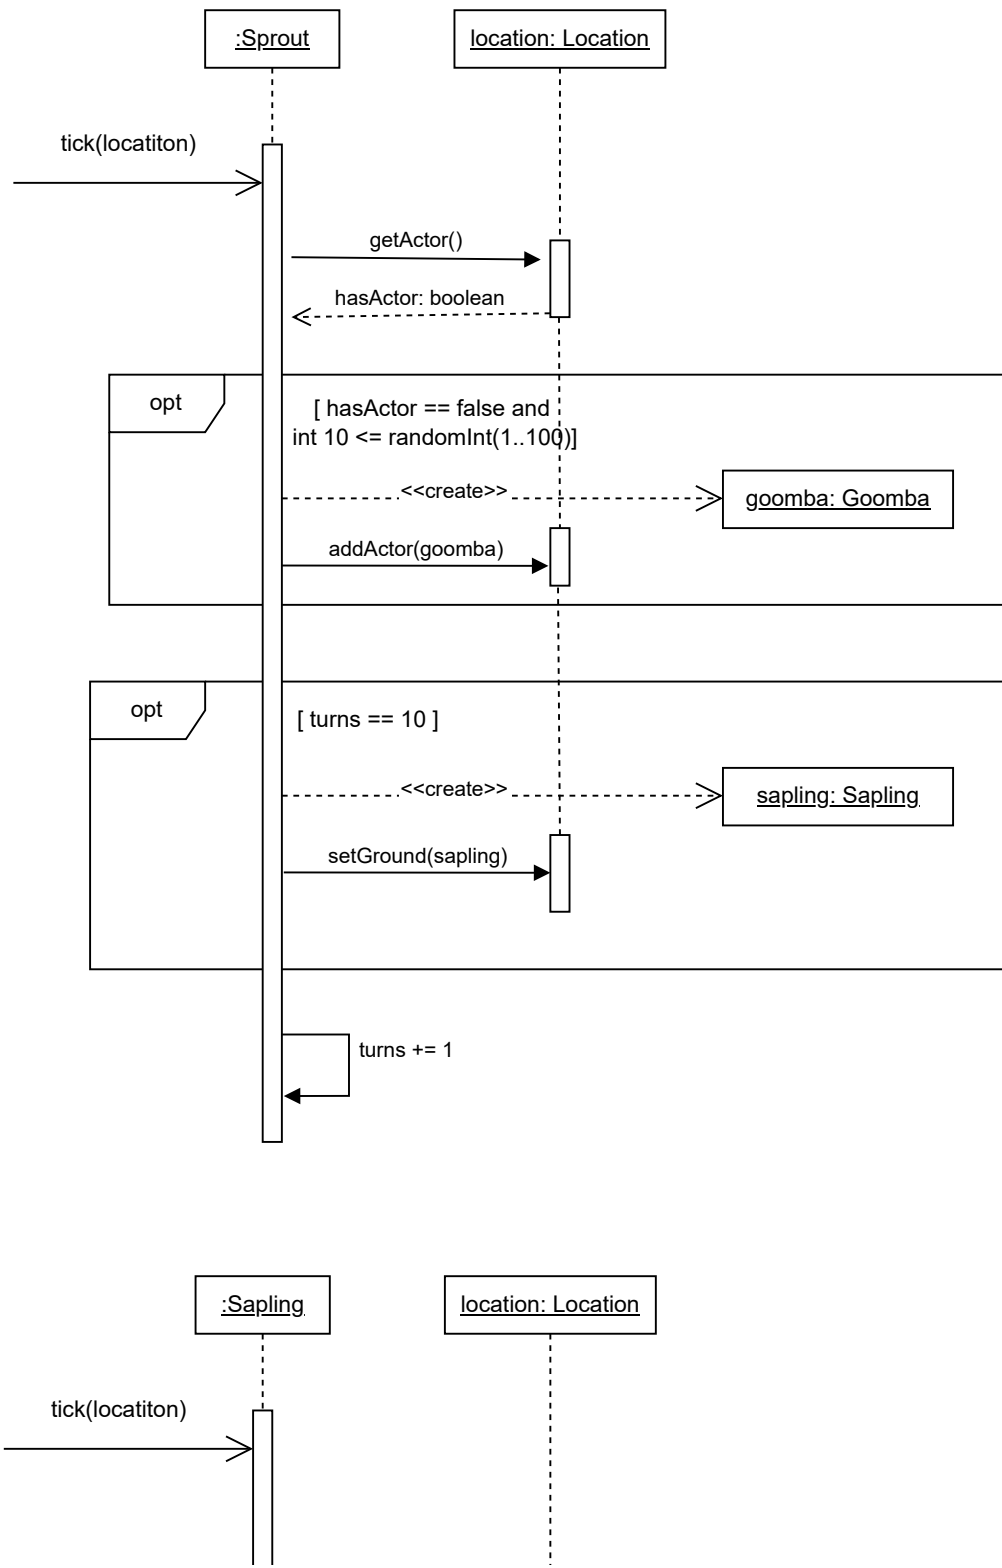 :Sprout
location: Location
tick(locatiton)
getActor()
hasActor: boolean
opt
[ hasActor == false and
int 10 <= randomInt(1..100)]
<<create>>
goomba: Goomba
addActor(goomba)
opt
[ turns == 10 ]
<<create>>
sapling: Sapling
setGround(sapling)
turns += 1
:Sapling
location: Location
tick(locatiton)